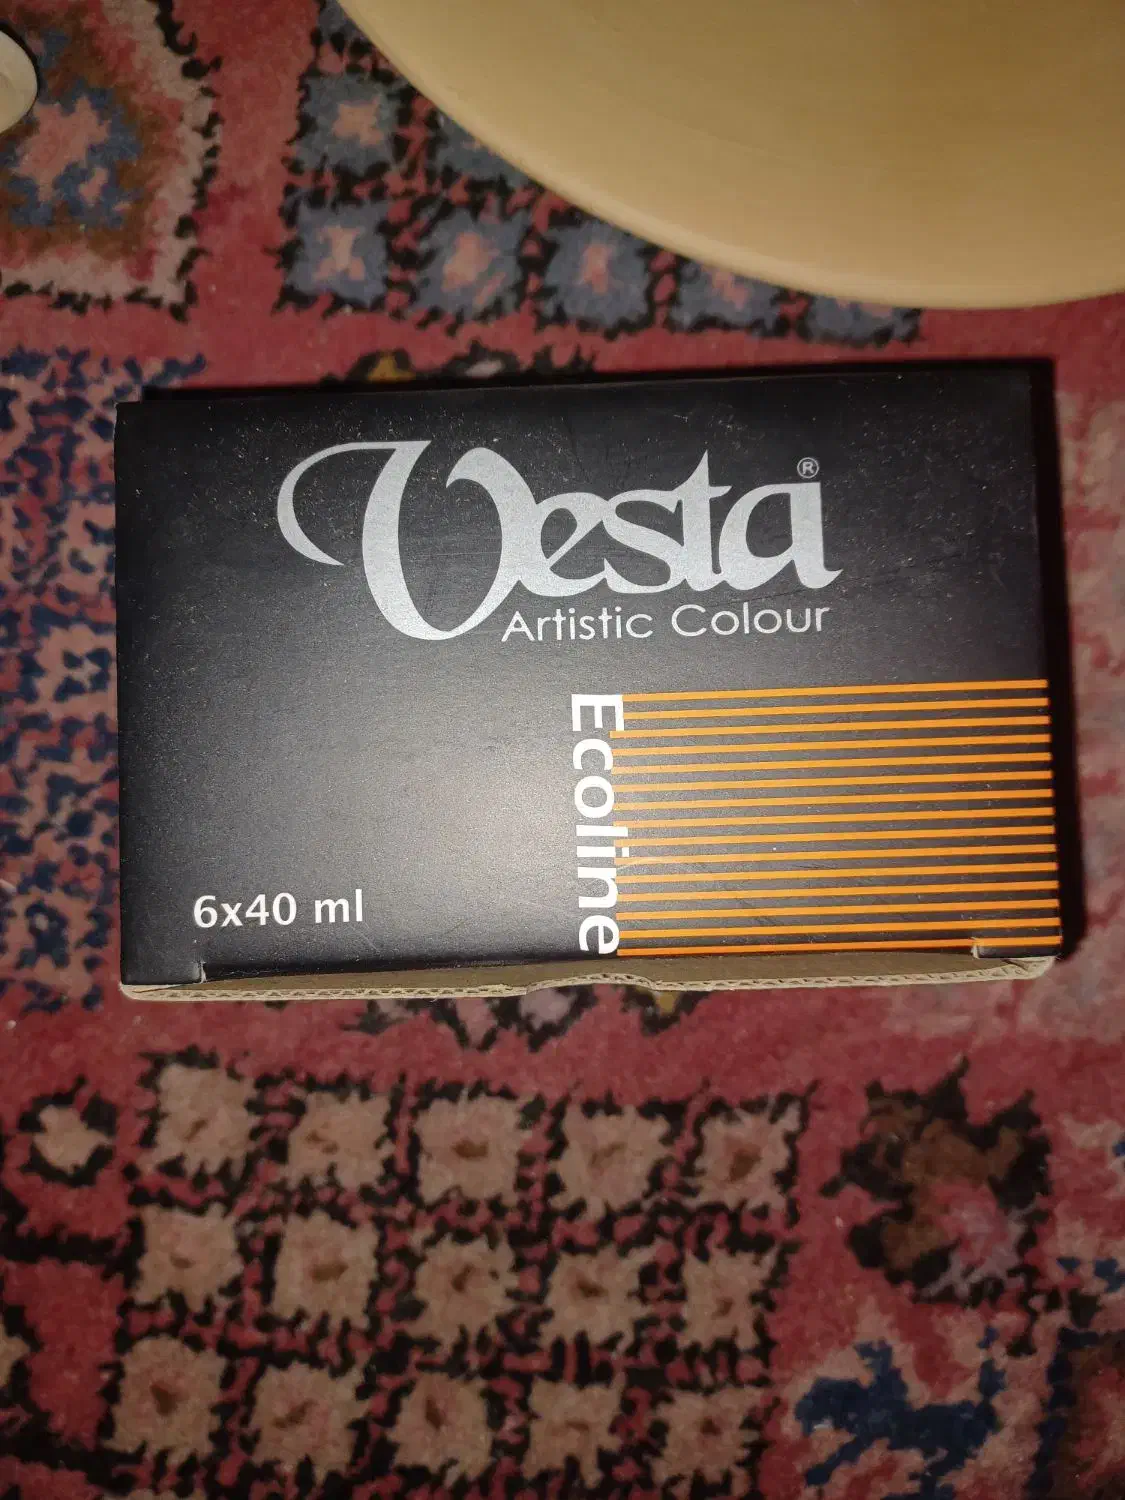 Vesta®
Artistic Colour
Ecoline
6x40 ml